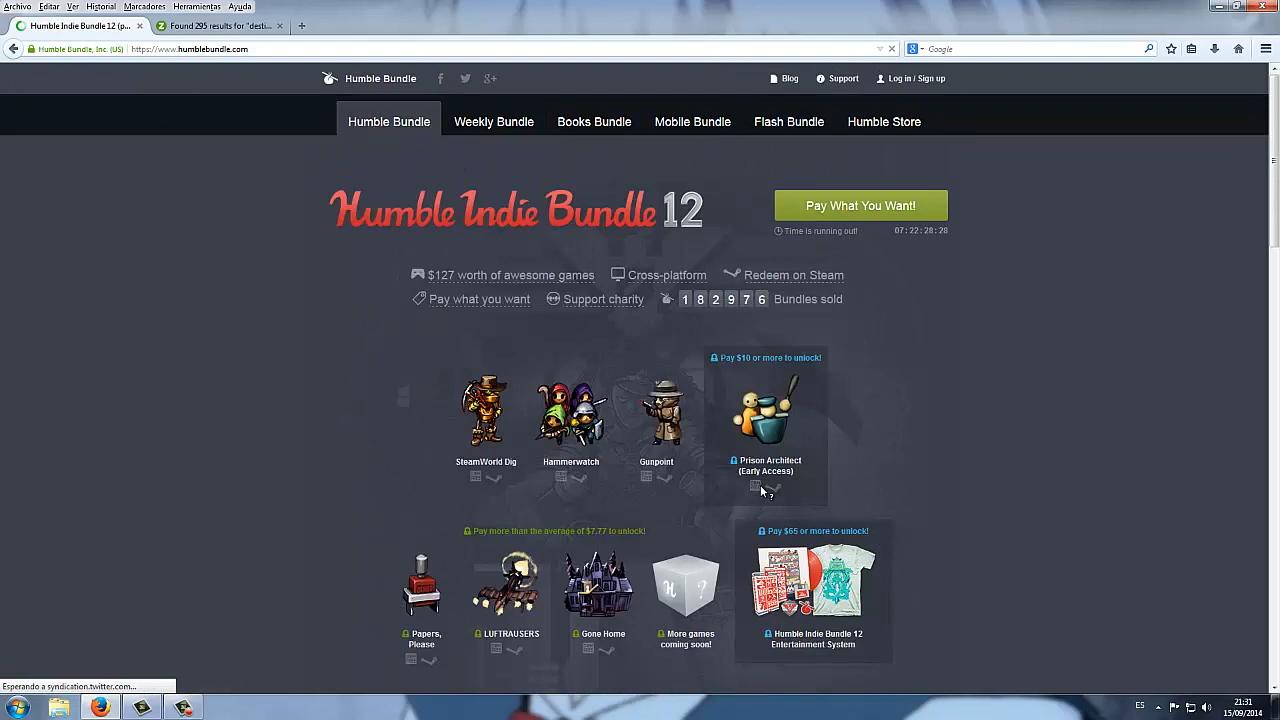 Archivo Editar Ver Historial Marcadores Herramientas Ayuda
Humble Indie Bundle 12 (p... × Found 295 results for "desti... × +
Humble Bundle, Inc. (US) https://www.humblebundle.com Google
Humble Bundle Blog Support Log in / Sign up
Humble Bundle Weekly Bundle Books Bundle Mobile Bundle Flash Bundle Humble Store
Humble Indie Bundle 12 Pay What You Want!
Time is running out! 07:22:28:28
$127 worth of awesome games Cross-platform Redeem on Steam
Pay what you want Support charity 182976 Bundles sold
Pay $10 or more to unlock!
SteamWorld Dig Hammerwatch Gunpoint Prison Architect
(Early Access)
Pay more than the average of $7.77 to unlock! Pay $65 or more to unlock!
Papers, LUFTRAUSERS Gone Home More games Humble Indie Bundle 12
Please coming soon! Entertainment System
Esperando a syndication.twitter.com...
ES 21:31
15/09/2014